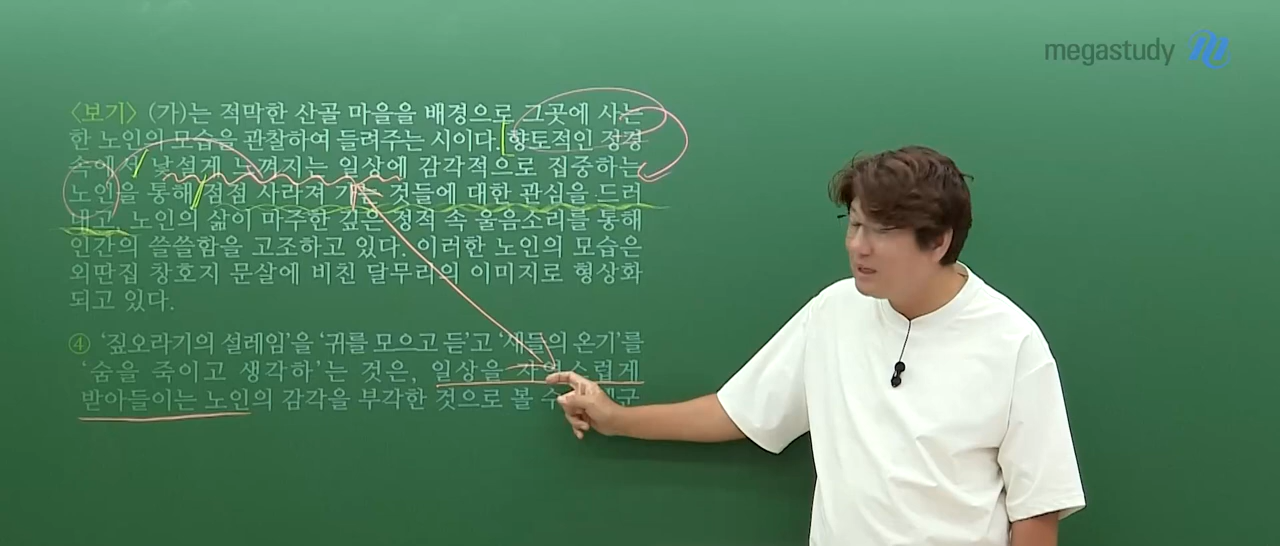 megastudy
〈보기〉 (가)는 적막한 산골 마을을 배경으로 그곳에 사는
한 노인의 모습을 관찰하여 들려주는 시이다. 향토적인 정경
속에서 낯설게 느껴지는 일상에 감각적으로 집중하는
노인을 통해 점점 사라져 가는 것들에 대한 관심을 드러
내고, 노인의 삶이 마주한 깊은 정적 속 울음소리를 통해
인간의 쓸쓸함을 고조하고 있다. 이러한 노인의 모습은
외딴집 창호지 문살에 비친 달무리의 이미지로 형상화
되고 있다.
④ ‘짚오라기의 설레임’을 ‘귀를 모으고 듣’고 ‘새들의 온기’를
‘숨을 죽이고 생각하’는 것은, 일상을 자연스럽게
받아들이는 노인의 감각을 부각한 것으로 볼 수